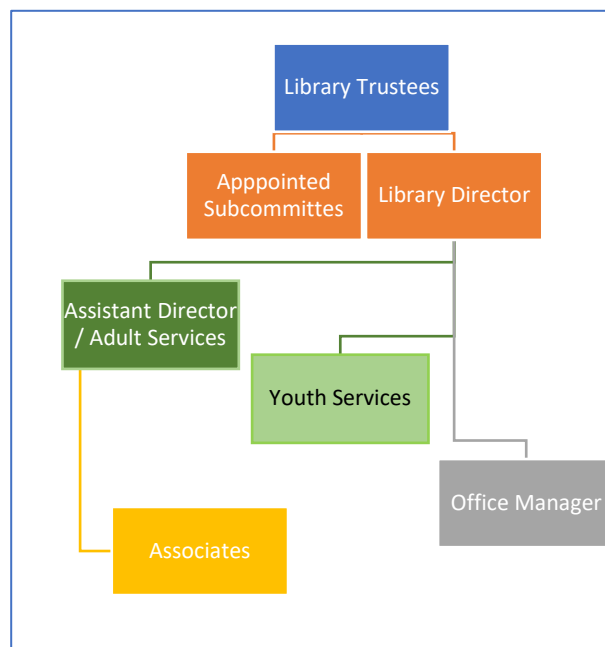 Library Trustees
Apppointed
Subcommittes
Library Director
Assistant Director
/ Adult Services
Youth Services
Office Manager
Associates